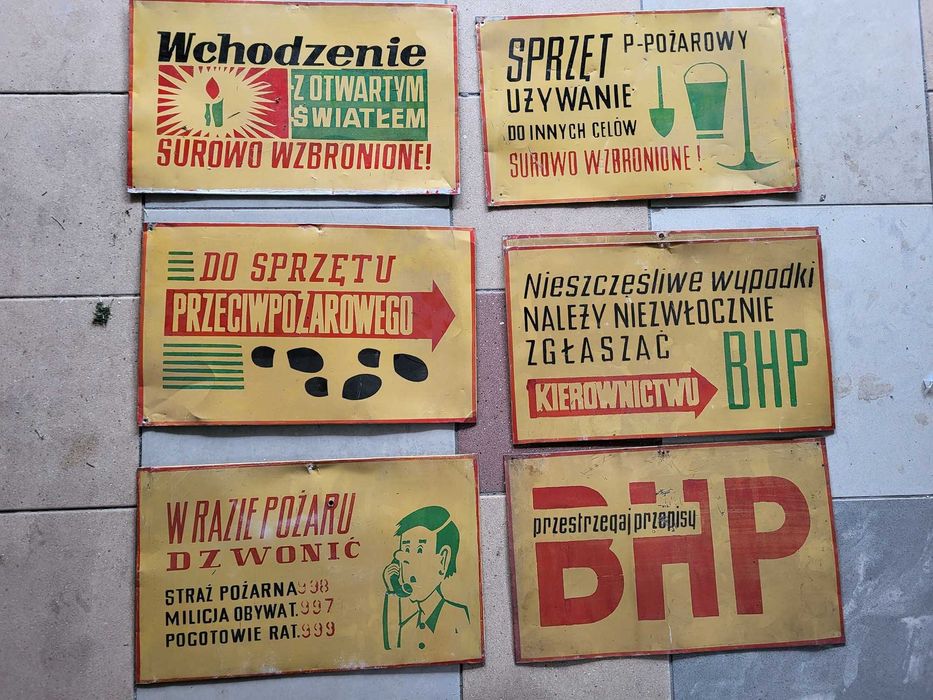 Wchodzenie
Z OTWARTYM
ŚWIATŁEM
SUROWO WZBRONIONE!
SPRZĘT P-POŻAROWY
UŻYWANIE
DO INNYCH CELÓW
SUROWO WZBRONIONE!
DO SPRZĘTU
PRZECIWPOŻAROWEGO
Nieszcześliwe wypadki
NALEŻY NIEZWŁOCZNIE
ZGŁASZAĆ
KIEROWNICTWU
BHP
W RAZIE POŻARU
DZWONIĆ
STRAŻ POŻARNA 998
MILICJA OBYWAT. 997
POGOTOWIE RAT. 999
przestrzegaj przepisy
BHP